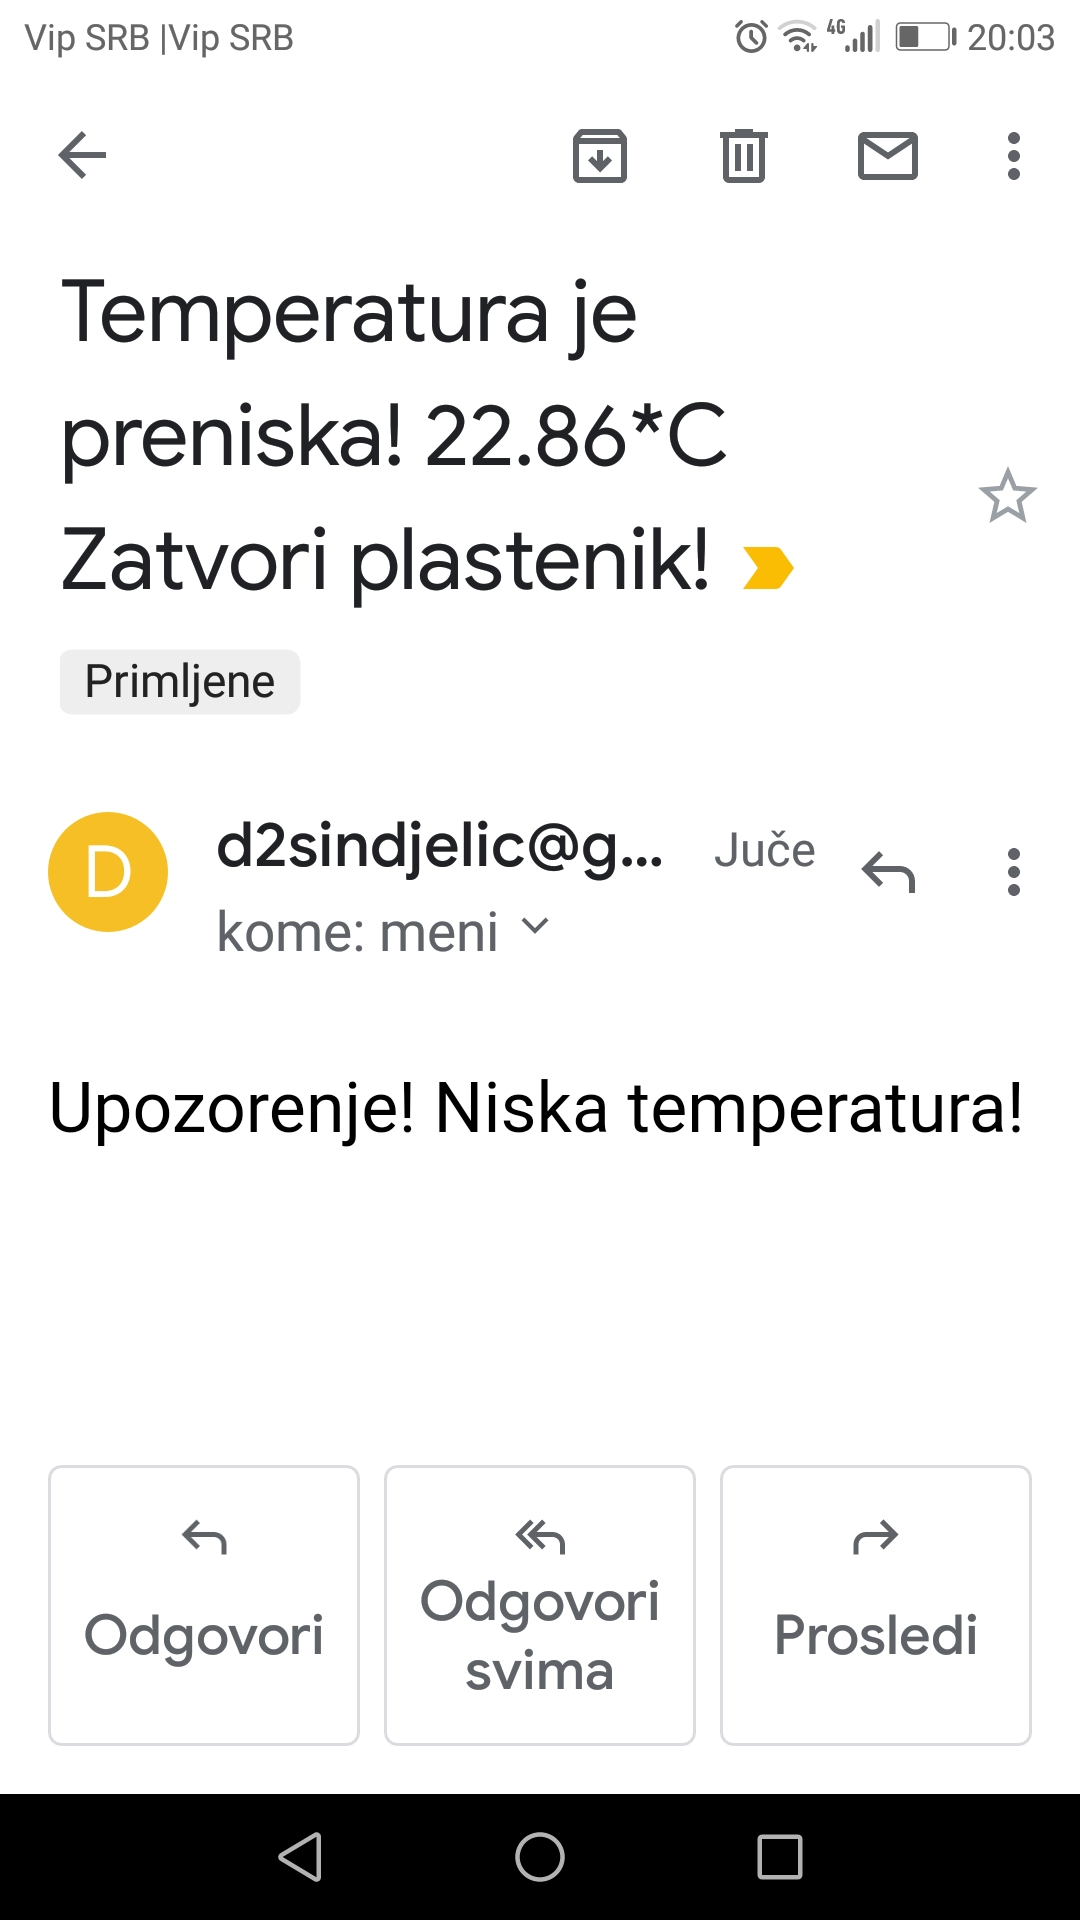 Vip SRB |Vip SRB 4G 20:03
Temperatura je
preniska! 22.86*C
Zatvori plastenik!
Primljene
D
d2sindjelic@g... Juče
kome: meni
Upozorenje! Niska temperatura!
Odgovori
Odgovori
svima
Prosledi